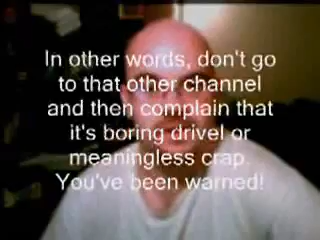 In other words, don't go
to that other channel
and then complain that
it's boring drivel or
meaningless crap.
You've been warned!